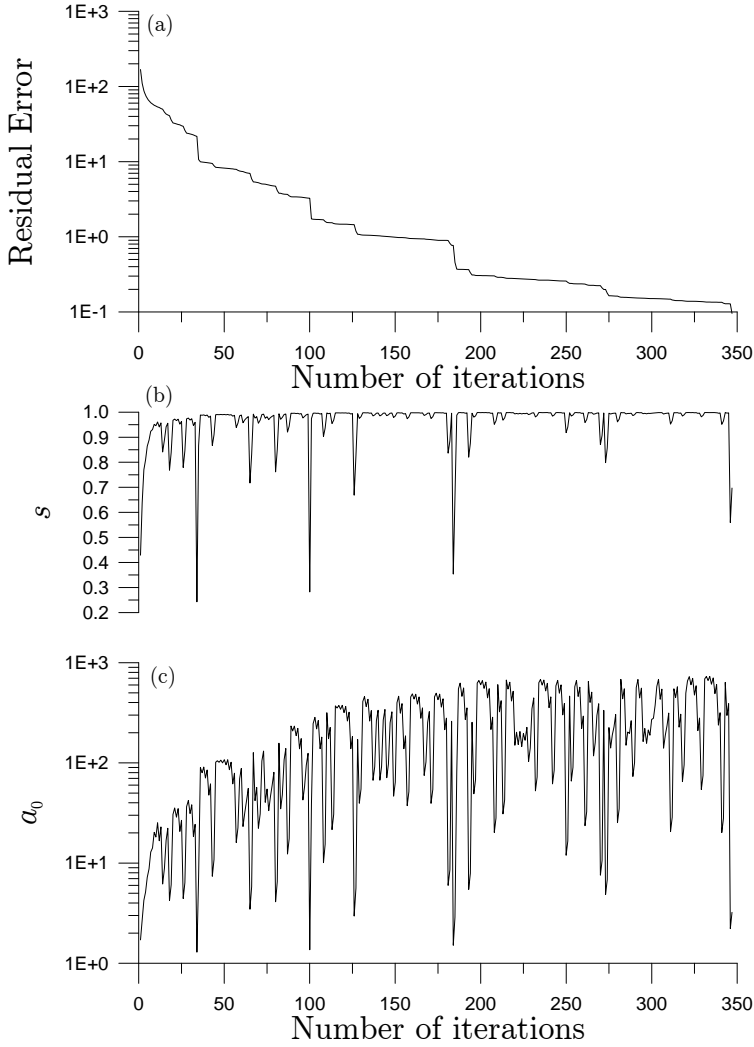 1E+3
(a)
1E+2
1E+1
1E+0
1E-1
Residual Error
0 50 100 150 200 250 300 350
Number of iterations
(b)
1.0
0.9
0.8
0.7
0.6
0.5
0.4
0.3
0.2
s
1E+3
(c)
1E+2
1E+1
1E+0
a0
0 50 100 150 200 250 300 350
Number of iterations